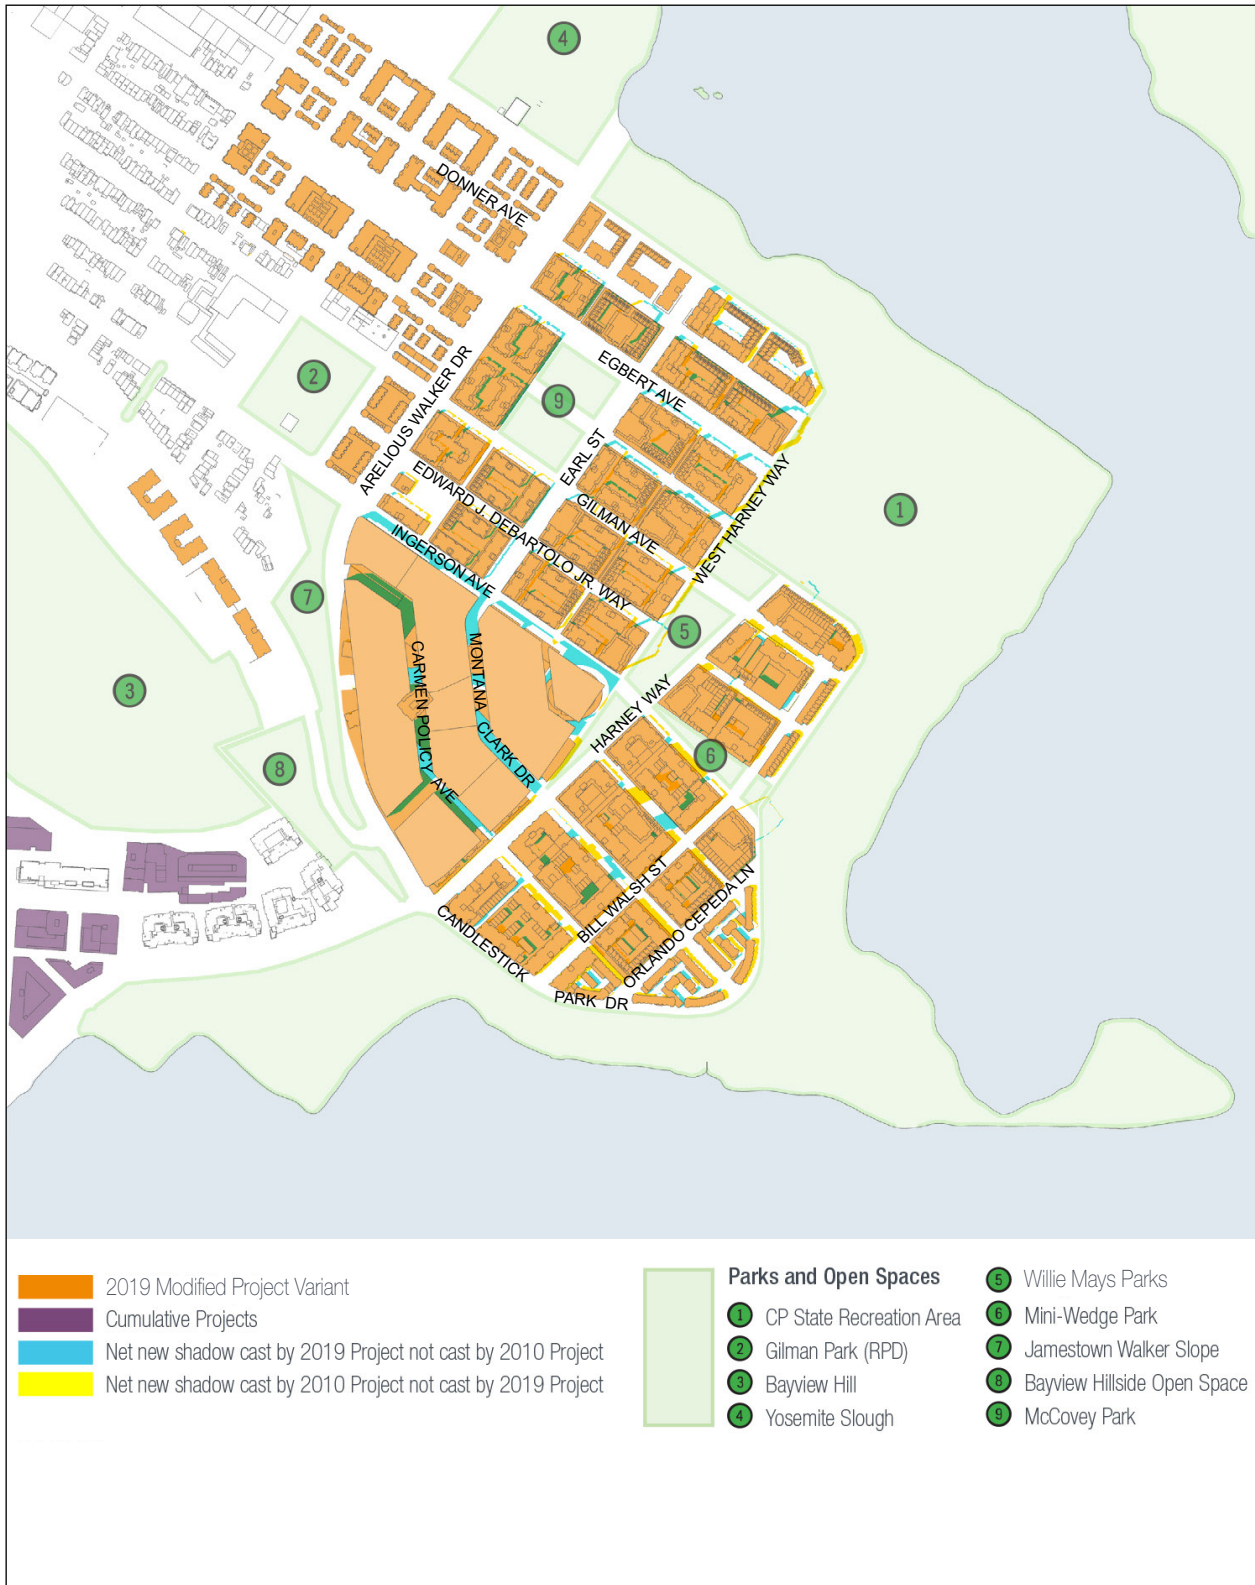 4
DONNER AVE
2
9
EGBERT AVE
ARELIOUS WALKER DR
EARL ST
EDWARD J. DEBARTOLO JR. WAY
GILMAN AVE
WEST HARNEY WAY
1
INGERSON AVE
7
5
3
CARMEN POLICY AVE
MONTANA CLARK DR
HARNEY WAY
6
8
BILL WALSH ST
ORLANDO CEPEDA LN
CANDLESTICK PARK DR
2019 Modified Project Variant
Cumulative Projects
Net new shadow cast by 2019 Project not cast by 2010 Project
Net new shadow cast by 2010 Project not cast by 2019 Project
Parks and Open Spaces
1 CP State Recreation Area
2 Gilman Park (RPD)
3 Bayview Hill
4 Yosemite Slough
5 Willie Mays Parks
6 Mini-Wedge Park
7 Jamestown Walker Slope
8 Bayview Hillside Open Space
9 McCovey Park